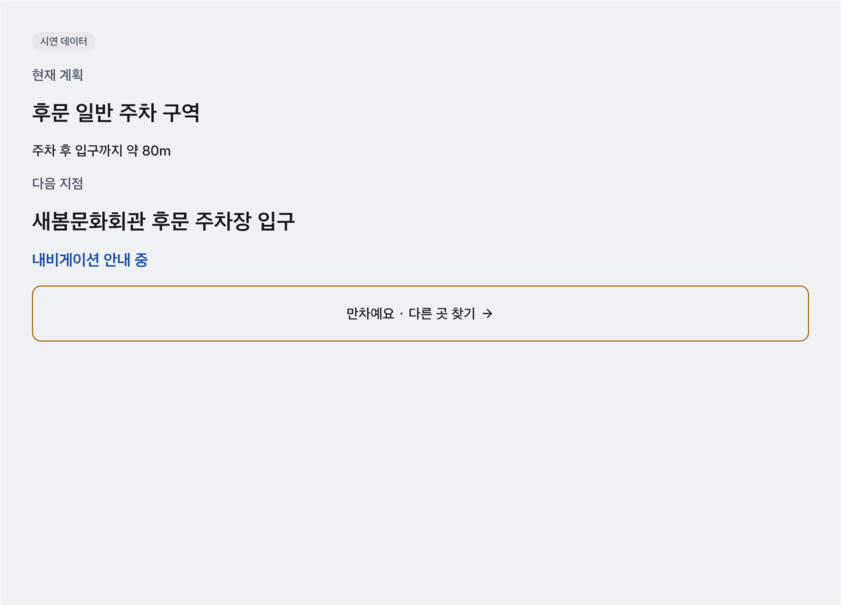 시연 데이터
현재 계획
후문 일반 주차 구역
주차 후 입구까지 약 80m
다음 지점
새봄문화회관 후문 주차장 입구
내비게이션 안내 중
만차예요 · 다른 곳 찾기 →